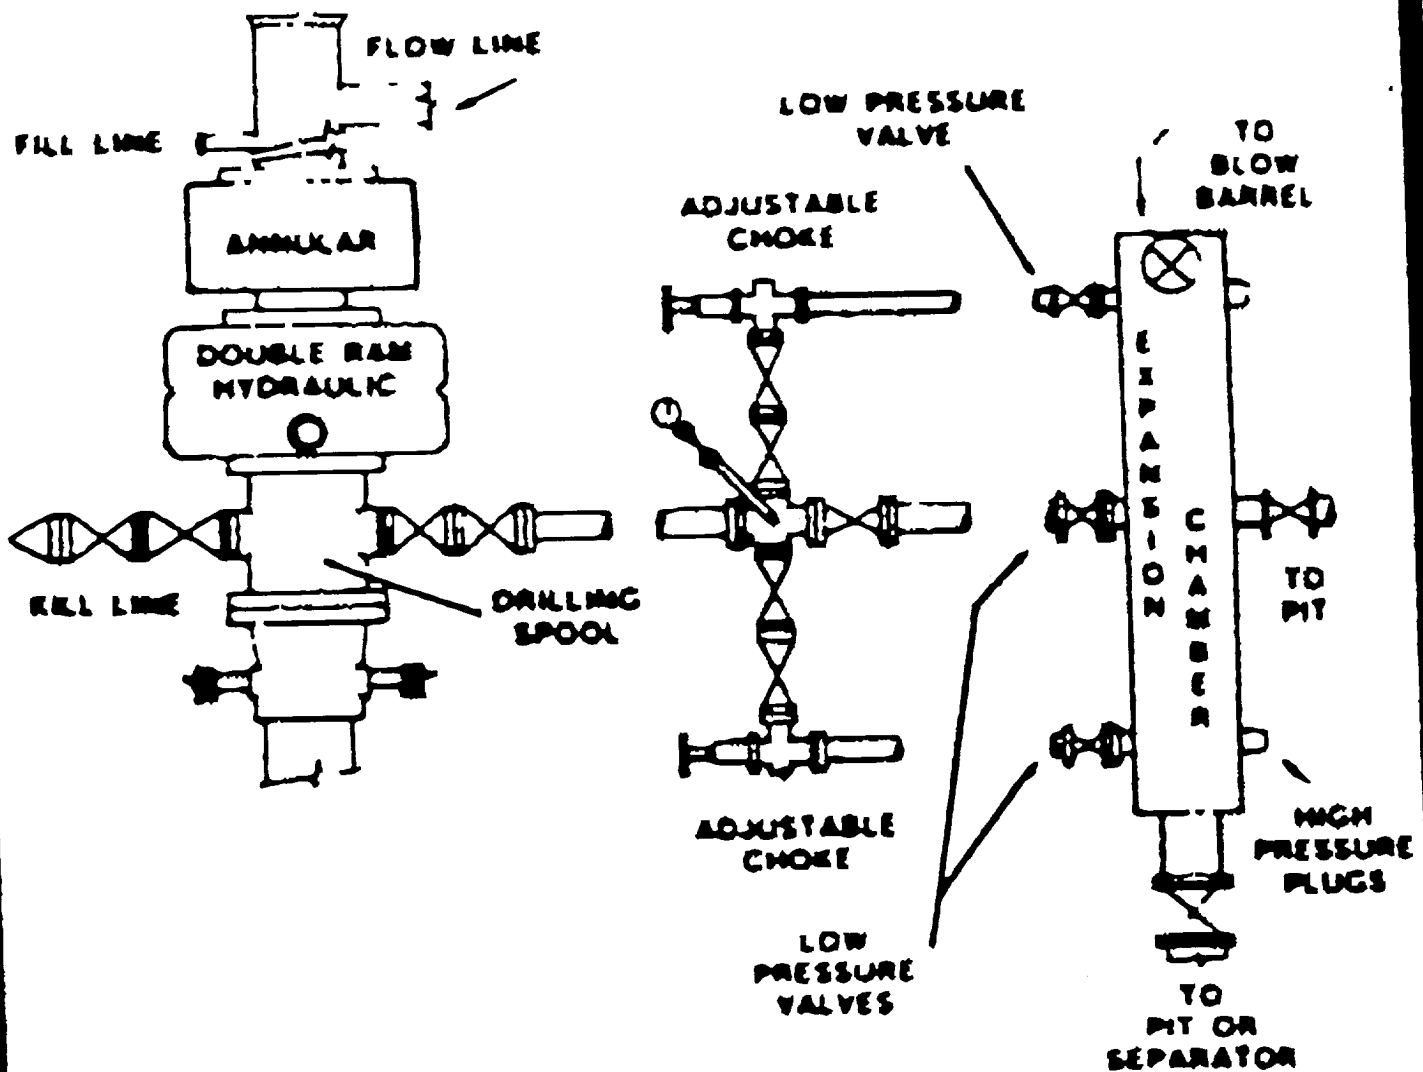 FLOW LINE
FILL LINE
ANNULAR
DOUBLE RAM
HYDRAULIC
KILL LINE
DRILLING
SPOOL
LOW PRESSURE
VALVE
ADJUSTABLE
CHOKE
TO
BLOW
BARREL
EXPANSION
CHAMBER
TO
PIT
ADJUSTABLE
CHOKE
HIGH
PRESSURE
PLUGS
LOW
PRESSURE
VALVES
TO
PIT OR
SEPARATOR